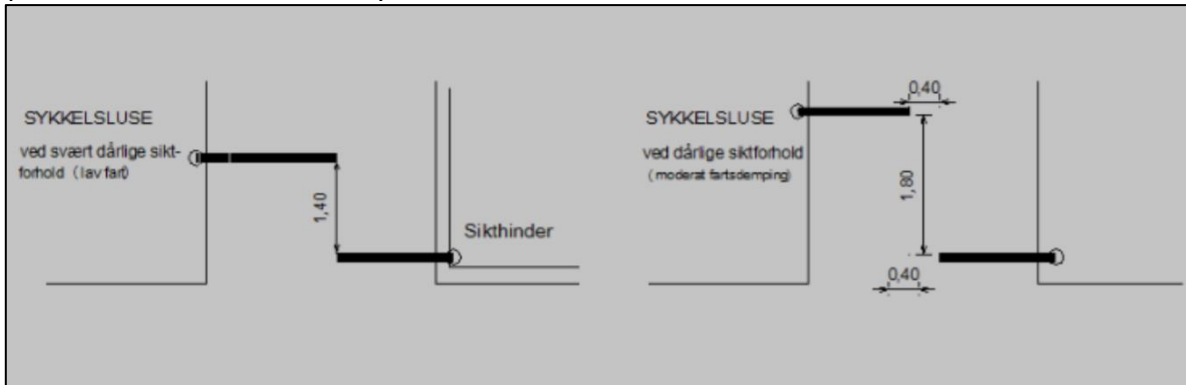 SYKKELSLUSE
ved svært dårlige sikt-
forhold (lav fart)
1,40
Sikthinder
SYKKELSLUSE
ved dårlige siktforhold
(moderat fartsdemping)
0,40
1,80
0,40